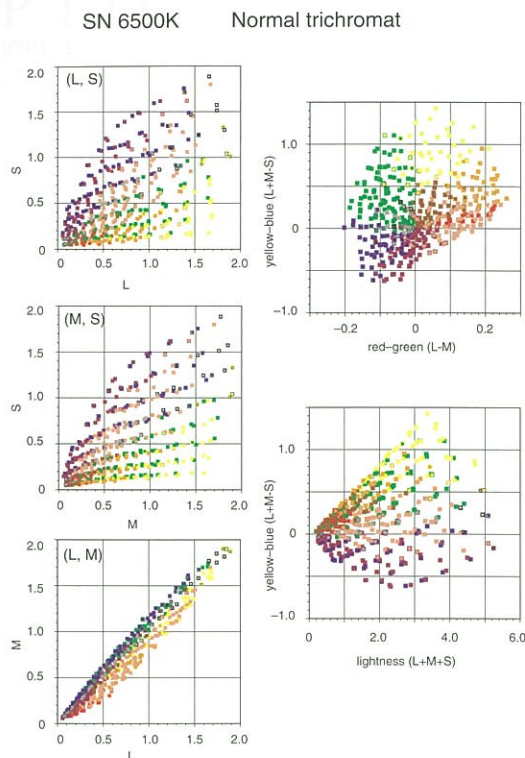 SN 6500K Normal trichromat
(L, S)
2.0
1.5
1.0
0.5
0
S
0 0.5 1.0 1.5 2.0
L
(M, S)
2.0
1.5
1.0
0.5
0
S
0 0.5 1.0 1.5 2.0
M
(L, M)
2.0
1.5
1.0
0.5
0
M
0 0.5 1.0 1.5 2.0
L
1.0
0
−1.0
yellow–blue (L+M-S)
−0.2 0 0.2
red–green (L-M)
1.0
0
−1.0
yellow–blue (L+M-S)
0 2.0 4.0 6.0
lightness (L+M+S)